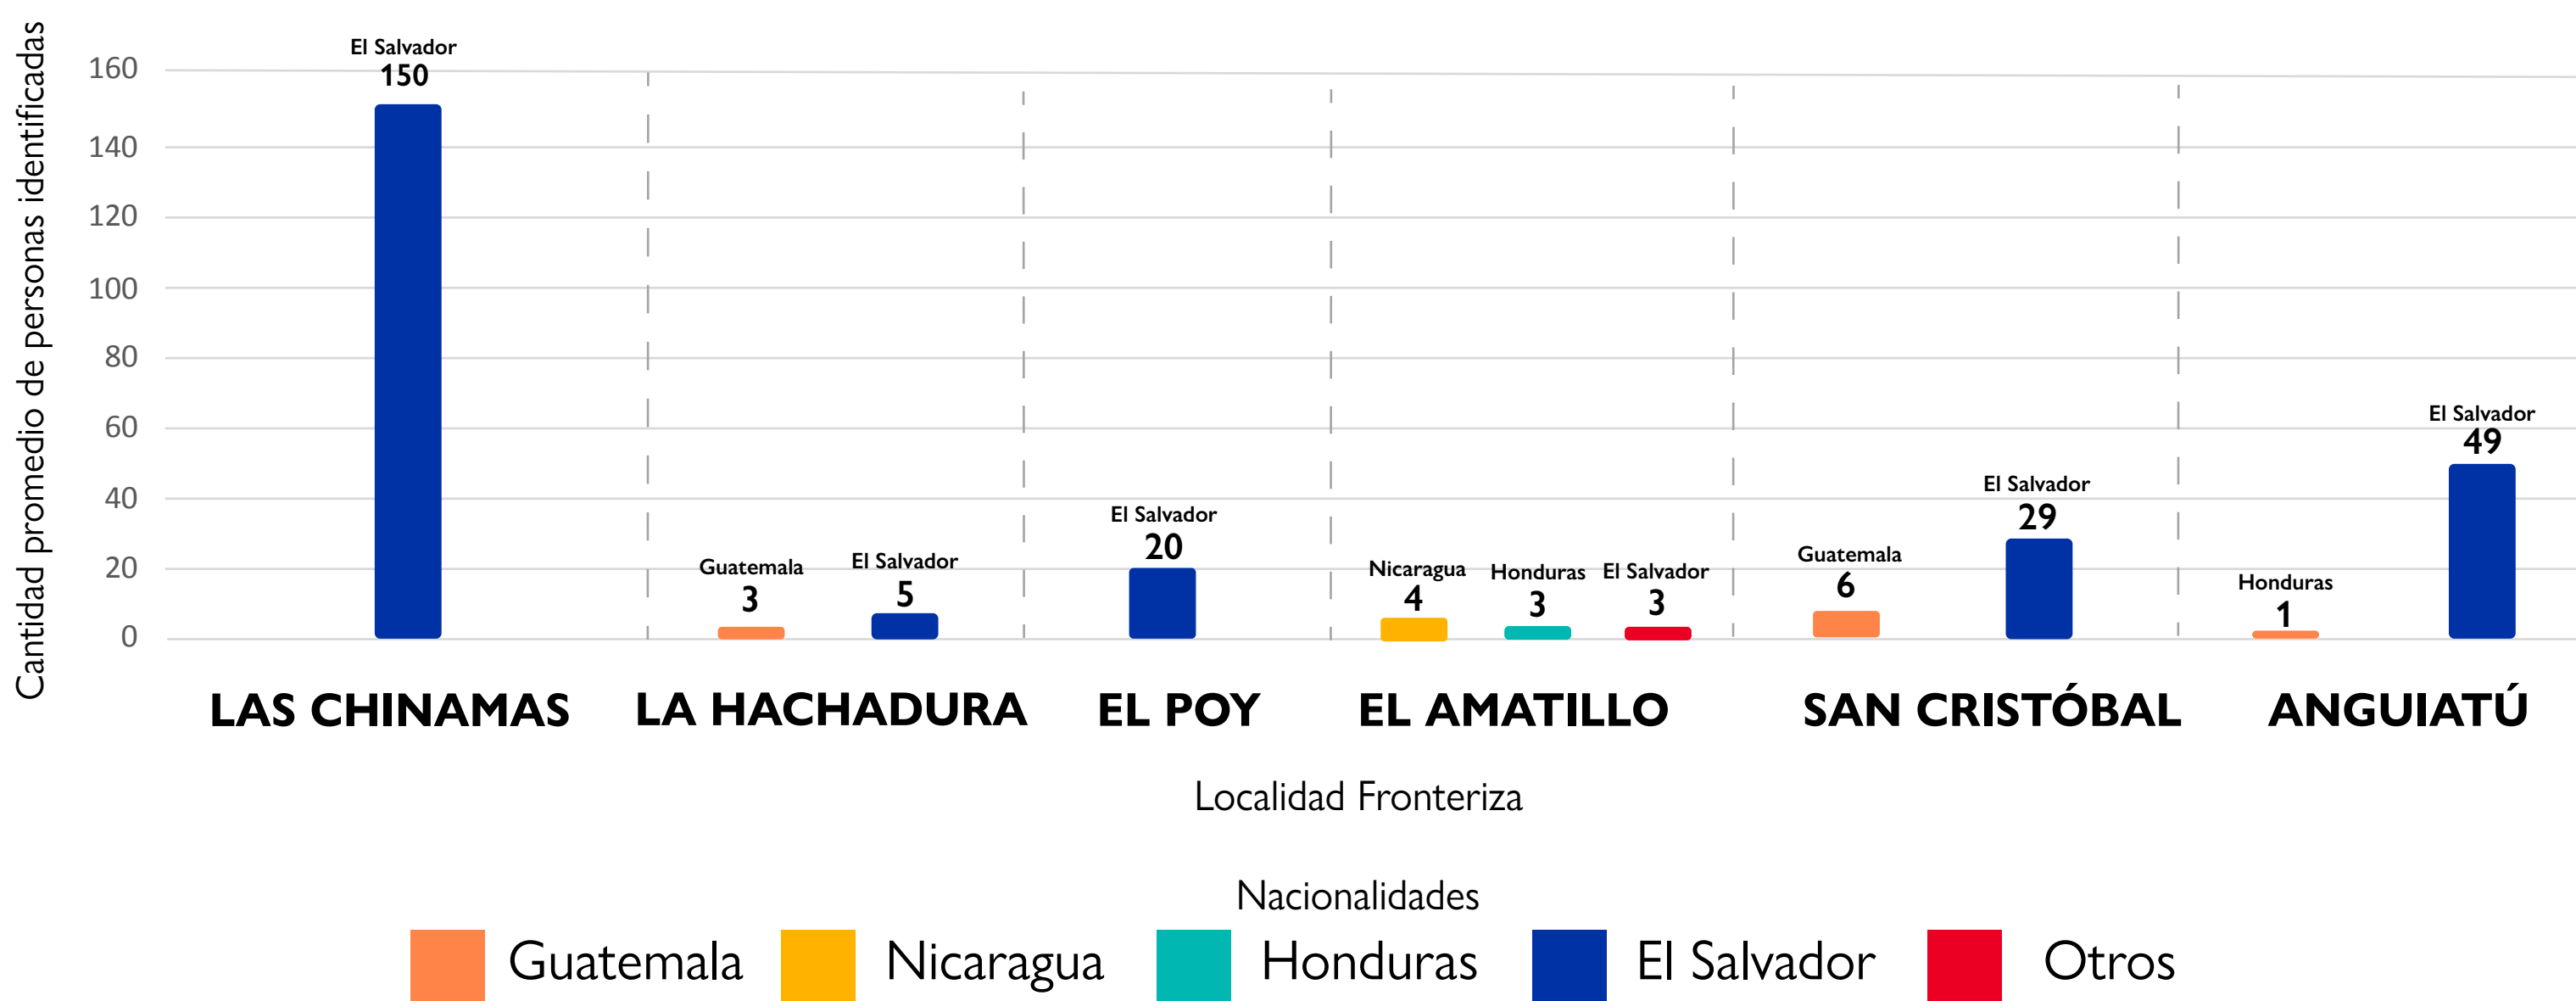 Cantidad promedio de personas identificadas
160
140
120
100
80
60
40
20
0
El Salvador
150
Guatemala
3
El Salvador
5
El Salvador
20
Nicaragua
4
Honduras
3
El Salvador
3
Guatemala
6
El Salvador
29
Honduras
1
El Salvador
49
LAS CHINAMAS
LA HACHADURA
EL POY
EL AMATILLO
SAN CRISTÓBAL
ANGUIATÚ
Localidad Fronteriza
Nacionalidades
Guatemala
Nicaragua
Honduras
El Salvador
Otros